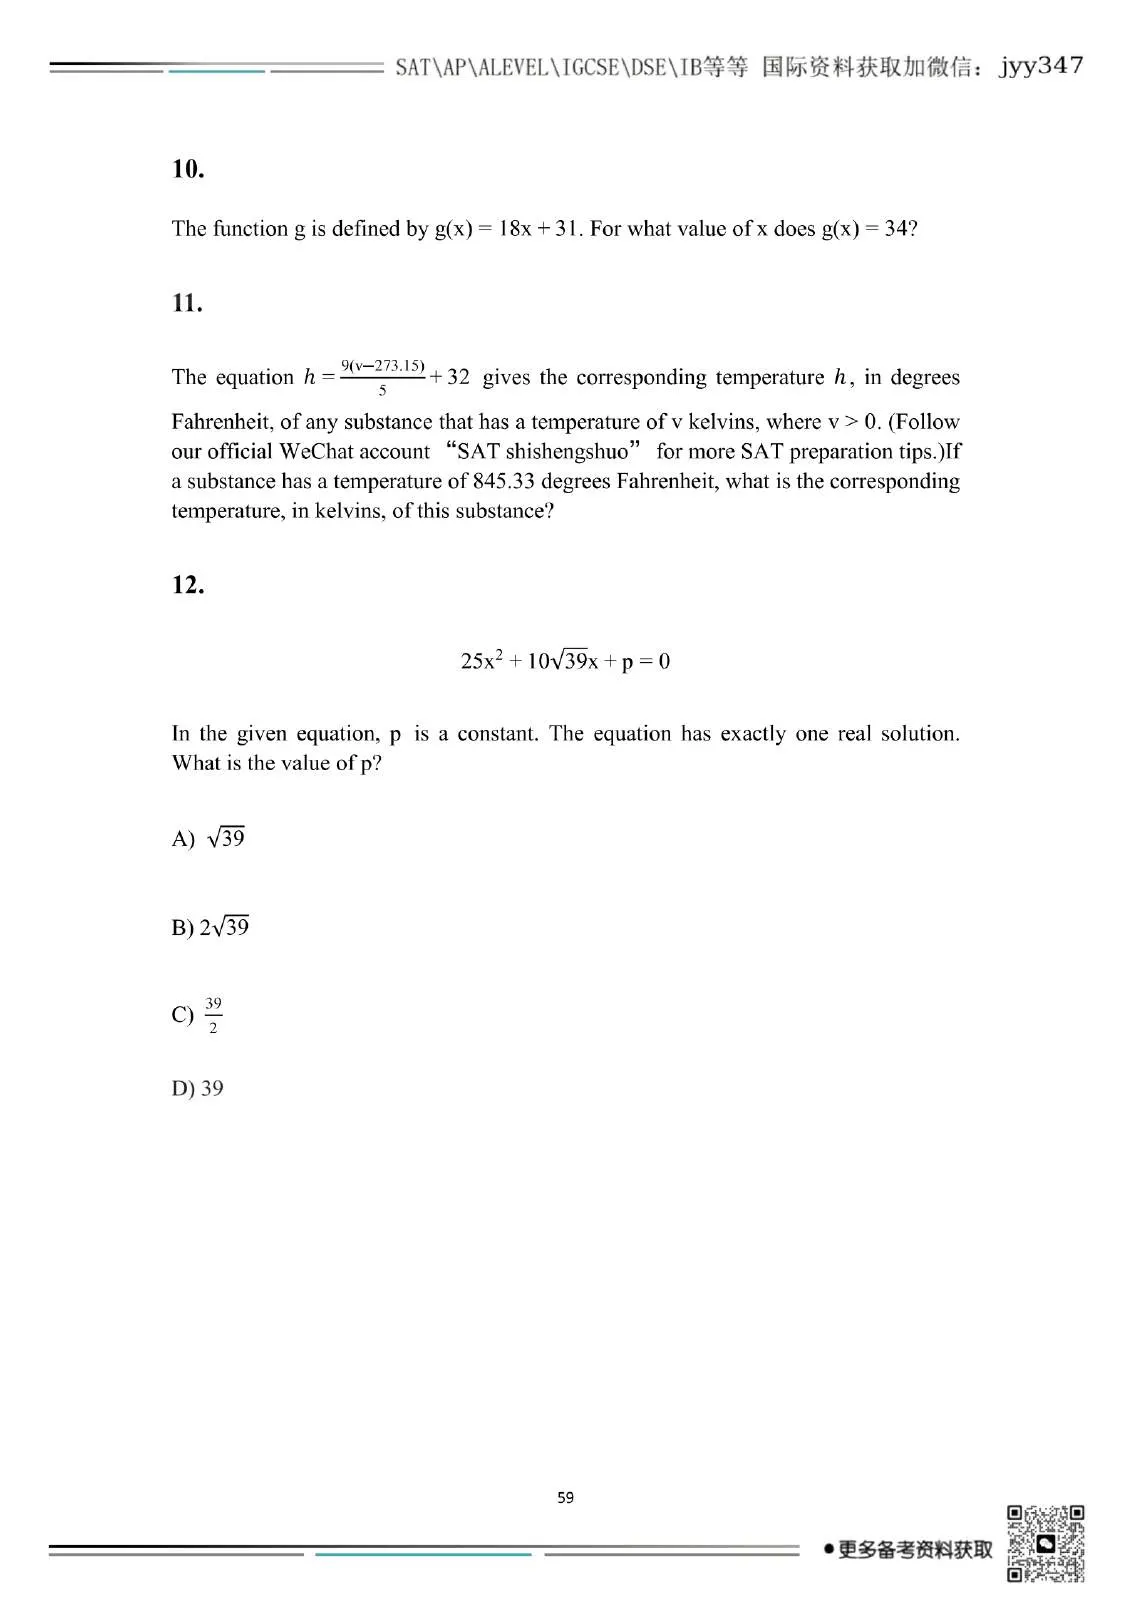 SAT\AP\ALEVEL\IGCSE\DSE\IB等等 国际资料获取加微信：jyy347
10.
The function g is defined by g(x) = 18x + 31. For what value of x does g(x) = 34?
11.
The equation h = 9(v−273.15)/5 + 32 gives the corresponding temperature h, in degrees
Fahrenheit, of any substance that has a temperature of v kelvins, where v > 0. (Follow
our official WeChat account “SAT shishengshuo” for more SAT preparation tips.)If
a substance has a temperature of 845.33 degrees Fahrenheit, what is the corresponding
temperature, in kelvins, of this substance?
12.
25x² + 10√39x + p = 0
In the given equation, p is a constant. The equation has exactly one real solution.
What is the value of p?
A) √39
B) 2√39
C) 39/2
D) 39
59
●更多备考资料获取